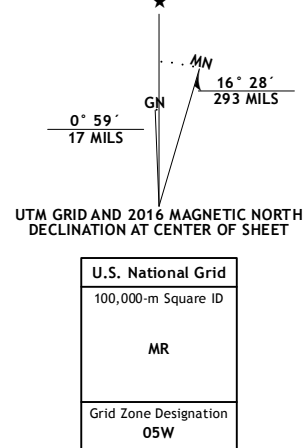 MN
GN
16° 28´
293 MILS
0° 59´
17 MILS
UTM GRID AND 2016 MAGNETIC NORTH
DECLINATION AT CENTER OF SHEET
U.S. National Grid
100,000-m Square ID
MR
Grid Zone Designation
05W